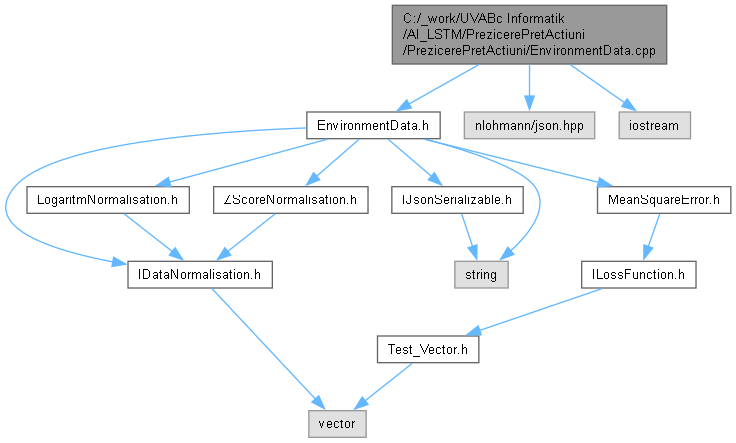 C:/_work/UVABc Informatik
/AI_LSTM/PrezicerePretActiuni
/PrezicerePretActiuni/EnvironmentData.cpp
EnvironmentData.h
nlohmann/json.hpp
iostream
LogaritmNormalisation.h
ZScoreNormalisation.h
IJsonSerializable.h
MeanSquareError.h
IDataNormalisation.h
string
ILossFunction.h
Test_Vector.h
vector